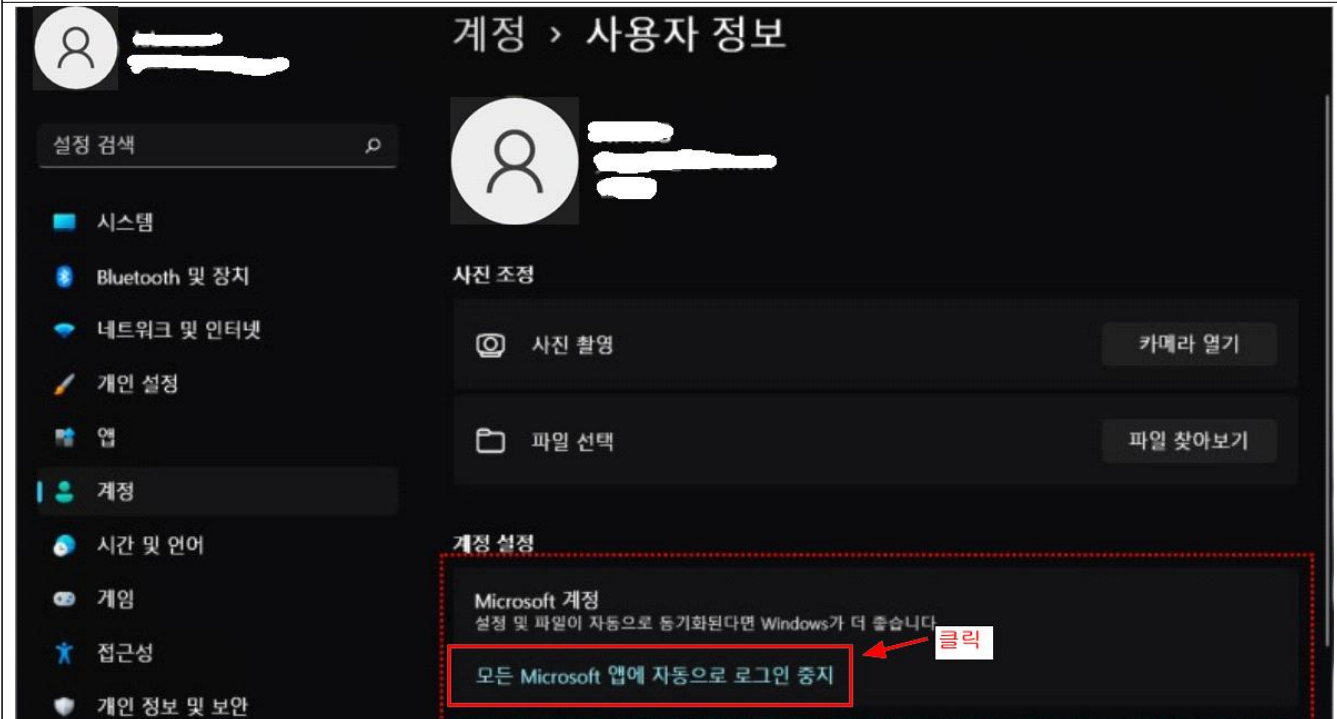 계정 > 사용자 정보
설정 검색
시스템
Bluetooth 및 장치
네트워크 및 인터넷
개인 설정
앱
계정
시간 및 언어
게임
접근성
개인 정보 및 보안
사진 조정
사진 촬영
카메라 열기
파일 선택
파일 찾아보기
계정 설정
Microsoft 계정
설정 및 파일이 자동으로 동기화된다면 Windows가 더 좋습니다
클릭
모든 Microsoft 앱에 자동으로 로그인 중지